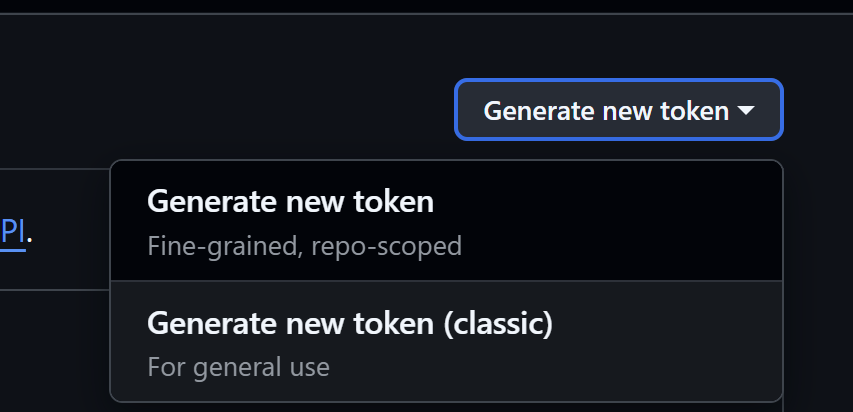 Generate new token
Generate new token
Fine-grained, repo-scoped
PI.
Generate new token (classic)
For general use